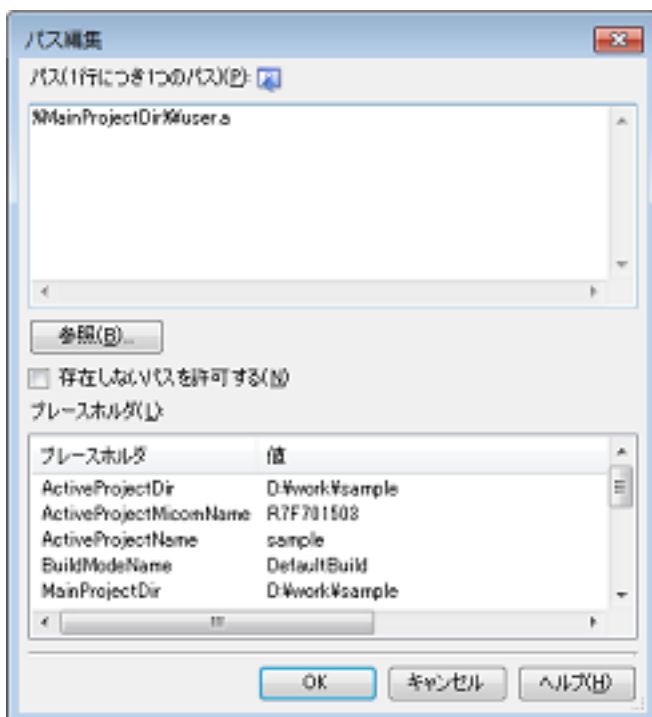 パス編集
パス(1行につき1つのパス)(P):
%MainProjectDir%¥user.a
参照(B)...
存在しないパスを許可する(N)
プレースホルダ(L):
プレースホルダ 値
ActiveProjectDir D:¥work¥sample
ActiveProjectMicomName R7F701503
ActiveProjectName sample
BuildModeName DefaultBuild
MainProjectDir D:¥work¥sample
OK キャンセル ヘルプ(H)